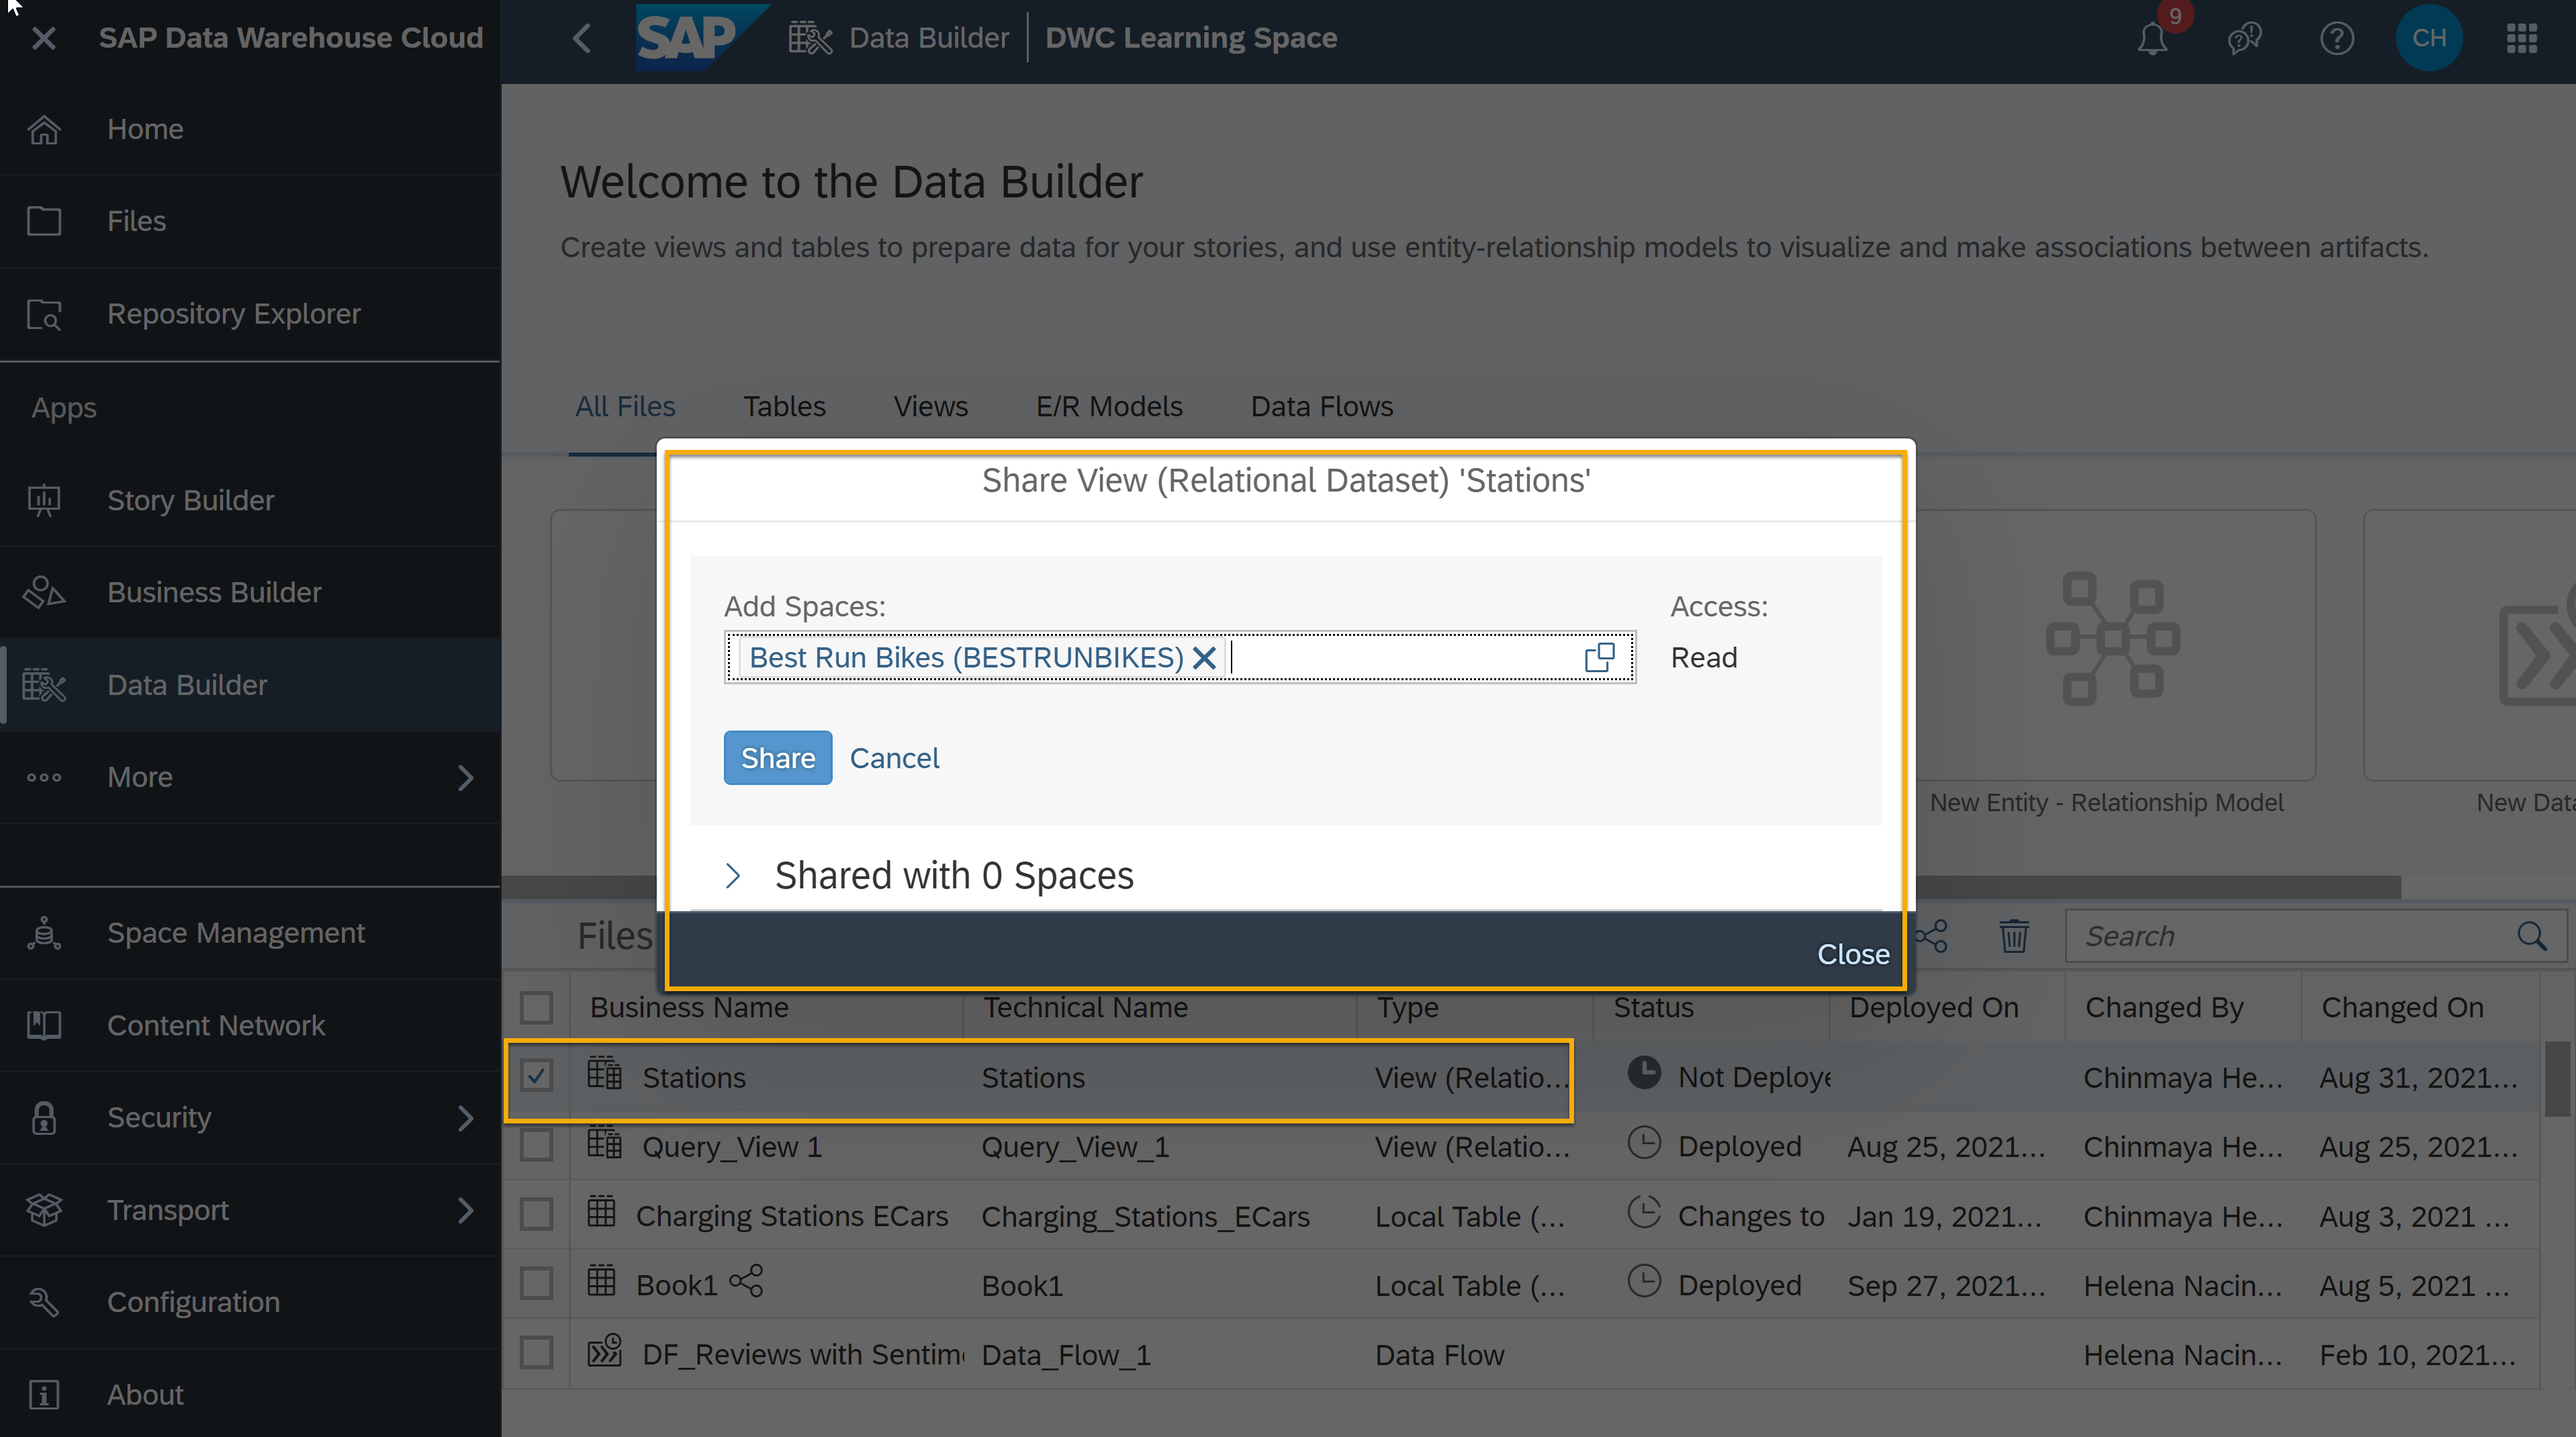 SAP Data Warehouse Cloud
SAP Data Builder DWC Learning Space 9 CH
Home
Files
Repository Explorer
Apps
Story Builder
Business Builder
Data Builder
More
Space Management
Content Network
Security
Transport
Configuration
About
Welcome to the Data Builder
Create views and tables to prepare data for your stories, and use entity-relationship models to visualize and make associations between artifacts.
All Files Tables Views E/R Models Data Flows
Share View (Relational Dataset) 'Stations'
Add Spaces: Access:
Best Run Bikes (BESTRUNBIKES) Read
Share Cancel
Shared with 0 Spaces
Close
New Entity - Relationship Model New Data
Files Search
Business Name Technical Name Type Status Deployed On Changed By Changed On
Stations Stations View (Relatio... Not Deploye Chinmaya He... Aug 31, 2021...
Query_View 1 Query_View_1 View (Relatio... Deployed Aug 25, 2021... Chinmaya He... Aug 25, 2021...
Charging Stations ECars Charging_Stations_ECars Local Table (... Changes to Jan 19, 2021... Chinmaya He... Aug 3, 2021 ...
Book1 Book1 Local Table (... Deployed Sep 27, 2021... Helena Nacin... Aug 5, 2021 ...
DF_Reviews with Sentime Data_Flow_1 Data Flow Helena Nacin... Feb 10, 2021...